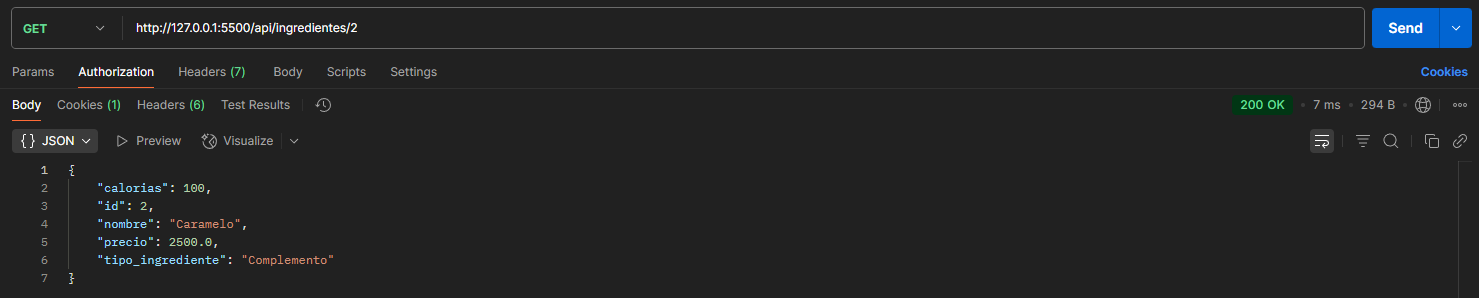 GET http://127.0.0.1:5500/api/ingredientes/2 Send
Params Authorization Headers (7) Body Scripts Settings Cookies
Body Cookies (1) Headers (6) Test Results 200 OK • 7 ms • 294 B •
{} JSON Preview Visualize
1 {
2 "calorias": 100,
3 "id": 2,
4 "nombre": "Caramelo",
5 "precio": 2500.0,
6 "tipo_ingrediente": "Complemento"
7 }